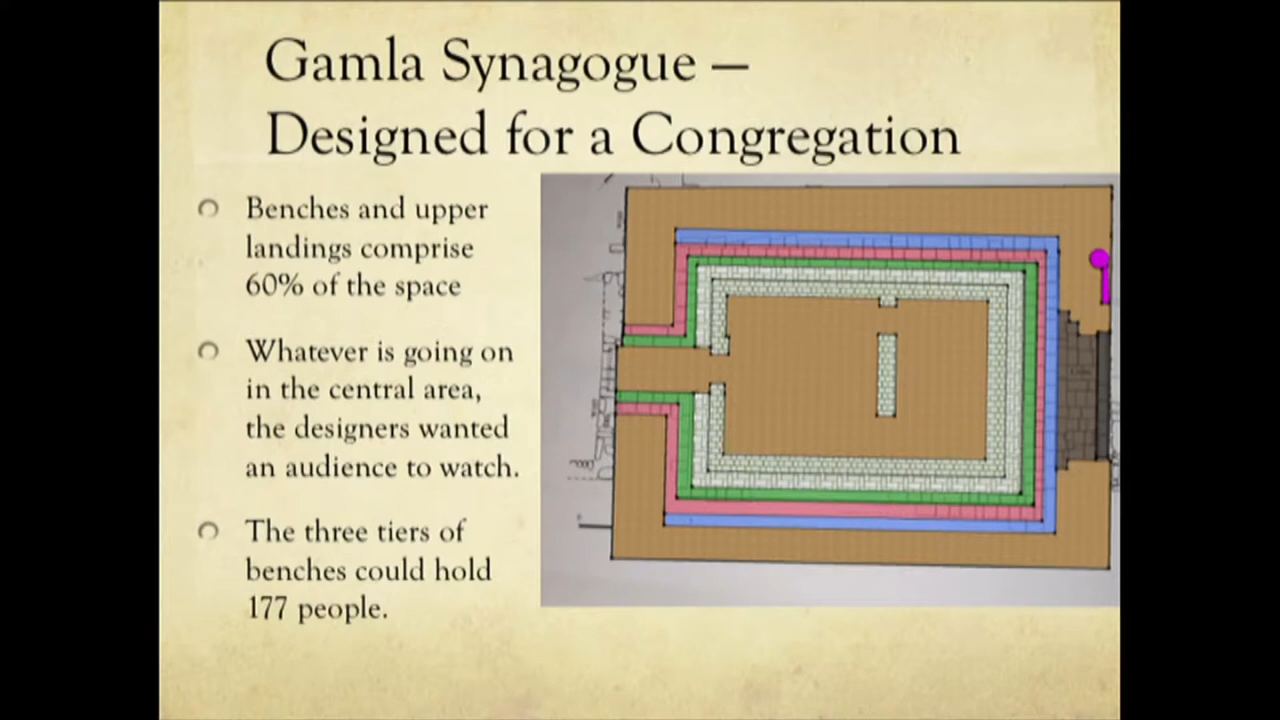 Gamla Synagogue –
Designed for a Congregation
Benches and upper
landings comprise
60% of the space
Whatever is going on
in the central area,
the designers wanted
an audience to watch.
The three tiers of
benches could hold
177 people.